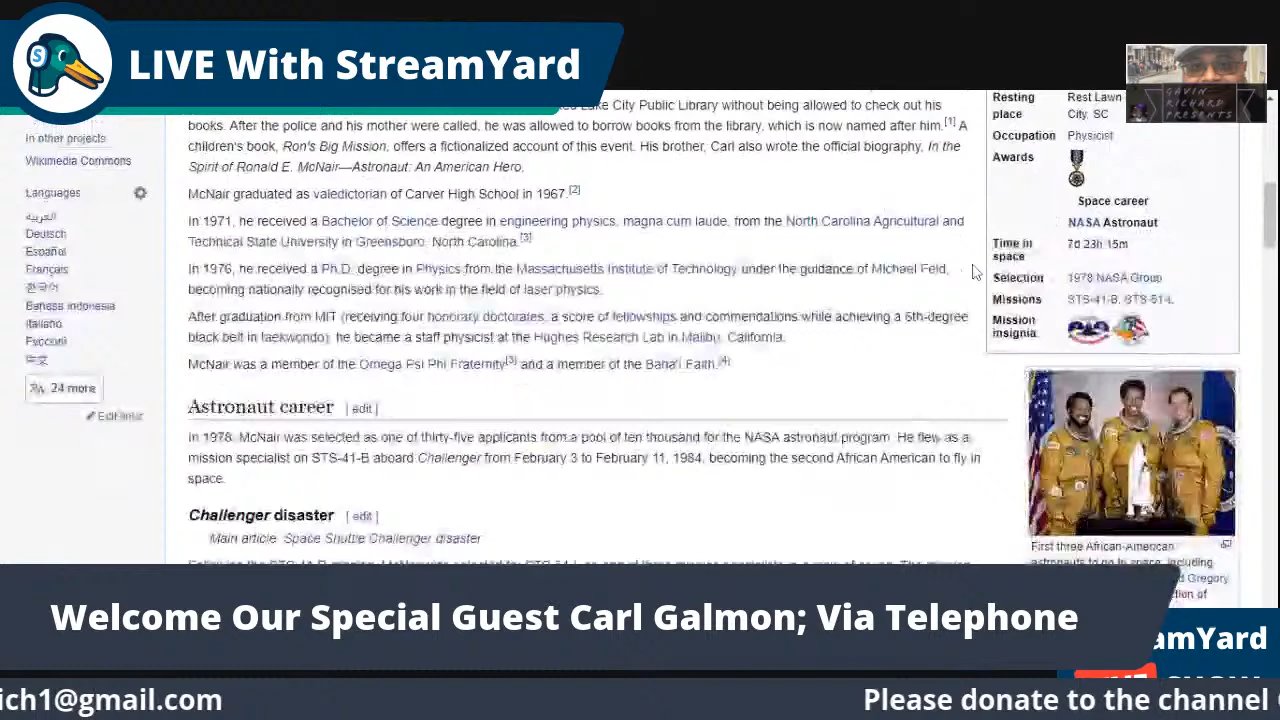 LIVE With StreamYard
GAVIN
RICHARD
PRESENTS
Lake City Public Library without being allowed to check out his
books. After the police and his mother were called, he was allowed to borrow books from the library, which is now named after him.[1] A
children's book, Ron's Big Mission, offers a fictionalized account of this event. His brother, Carl also wrote the official biography, In the
Spirit of Ronald E. McNair—Astronaut: An American Hero.
McNair graduated as valedictorian of Carver High School in 1967.[2]
In 1971, he received a Bachelor of Science degree in engineering physics, magna cum laude, from the North Carolina Agricultural and
Technical State University in Greensboro, North Carolina.[3]
In 1976, he received a Ph.D. degree in Physics from the Massachusetts Institute of Technology under the guidance of Michael Feld,
becoming nationally recognised for his work in the field of laser physics.
After graduation from MIT (receiving four honorary doctorates, a score of fellowships and commendations while achieving a 6th-degree
black belt in taekwondo), he became a staff physicist at the Hughes Research Lab in Malibu, California.
McNair was a member of the Omega Psi Phi Fraternity[3] and a member of the Bahá'í Faith.[4]
Astronaut career [ edit ]
In 1978, McNair was selected as one of thirty-five applicants from a pool of ten thousand for the NASA astronaut program. He flew as a
mission specialist on STS-41-B aboard Challenger from February 3 to February 11, 1984, becoming the second African American to fly in
space.
Challenger disaster [ edit ]
Main article: Space Shuttle Challenger disaster
In other projects
Wikimedia Commons
Languages
العربية
Deutsch
Español
Français
한국어
Bahasa Indonesia
Italiano
Русский
中文
24 more
Edit links
Resting place
Rest Lawn
City, SC
Occupation Physicist
Awards
Space career
NASA Astronaut
Time in space
7d 23h 15m
Selection 1978 NASA Group
Missions STS-41-B, STS-51-L
Mission insignia
First three African-American
astronauts to go to space, including
Gregory
Welcome Our Special Guest Carl Galmon; Via Telephone
amYard
ich1@gmail.com
Please donate to the channel